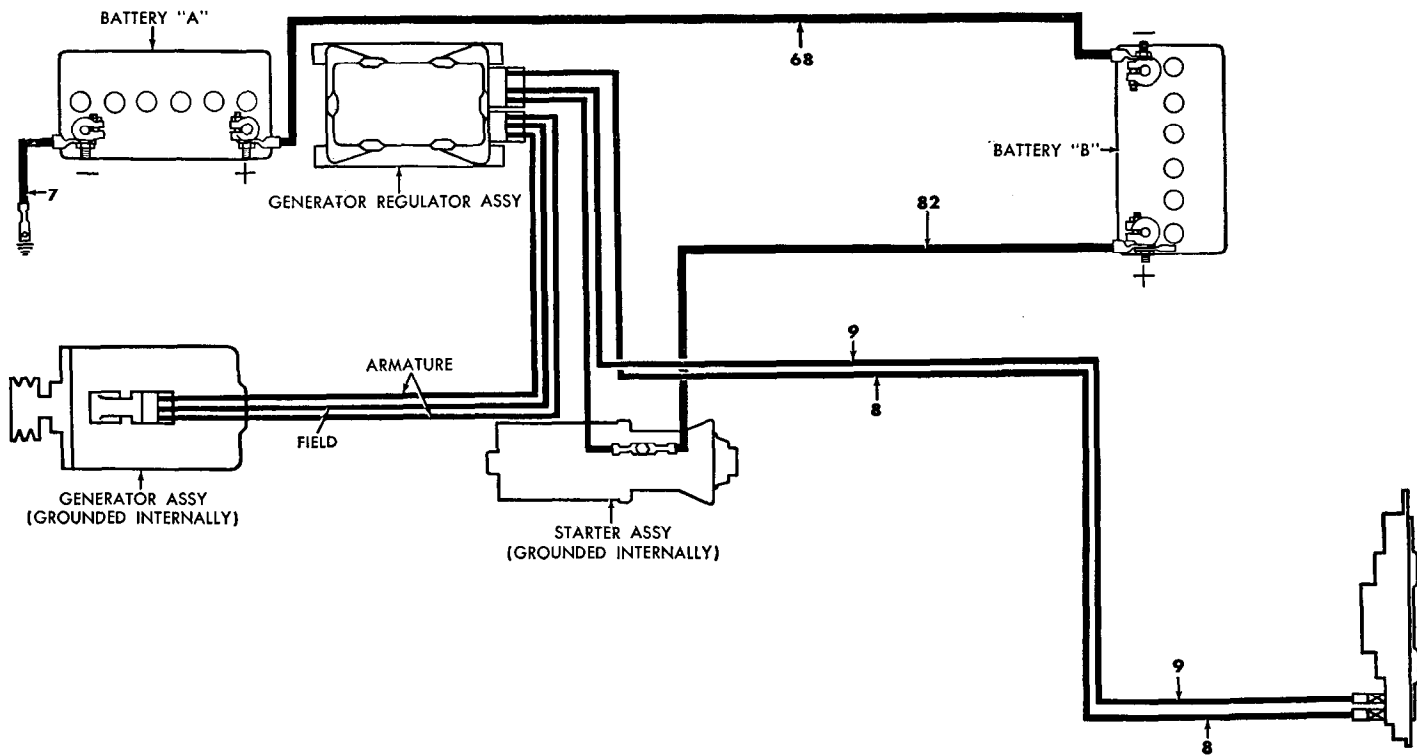 BATTERY "A"
68
BATTERY "B"
7
GENERATOR REGULATOR ASSY
82
9
8
ARMATURE
FIELD
GENERATOR ASSY
(GROUNDED INTERNALLY)
STARTER ASSY
(GROUNDED INTERNALLY)
9
8